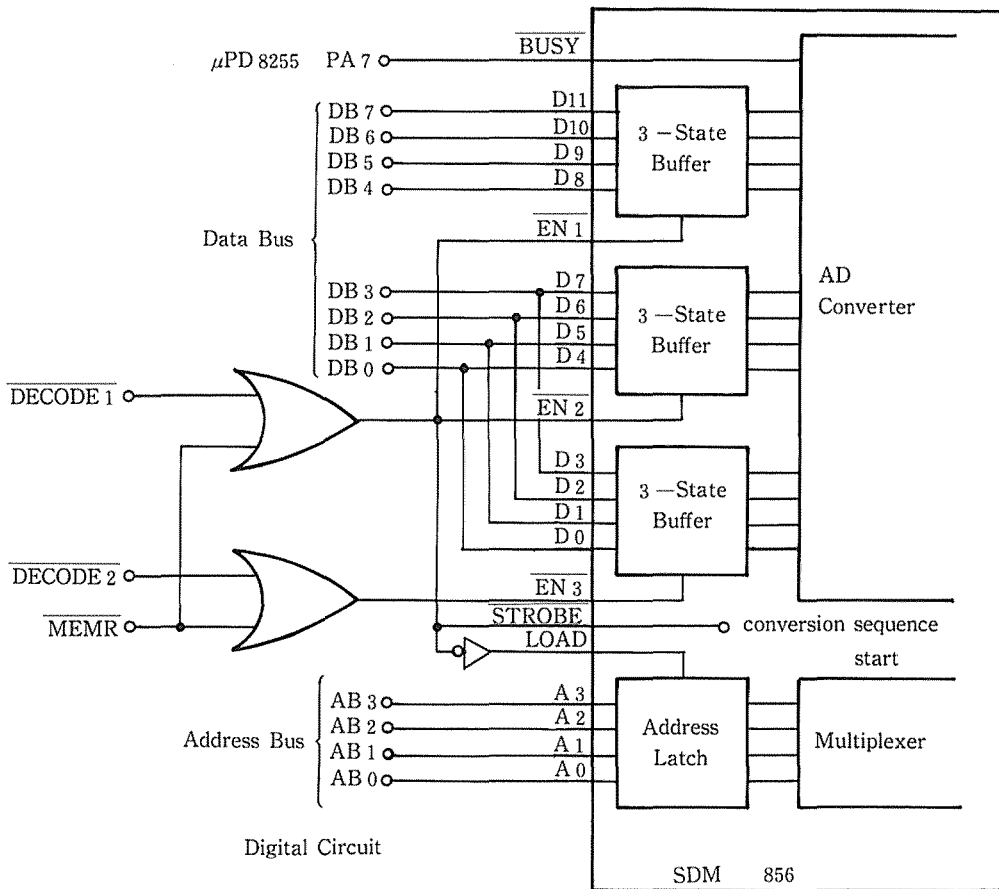 BUSY
μPD 8255 PA 7
DB 7 D11
DB 6 D10
DB 5 D 9
DB 4 D 8
3 -State
Buffer
Data Bus
EN 1
AD
Converter
DB 3 D 7
DB 2 D 6
DB 1 D 5
DB 0 D 4
3 -State
Buffer
DECODE 1
EN 2
D 3
D 2
D 1
D 0
3 -State
Buffer
DECODE 2
EN 3
MEMR
STROBE
conversion sequence
start
LOAD
Address Bus
AB 3 A 3
AB 2 A 2
AB 1 A 1
AB 0 A 0
Address
Latch
Multiplexer
Digital Circuit
SDM 856